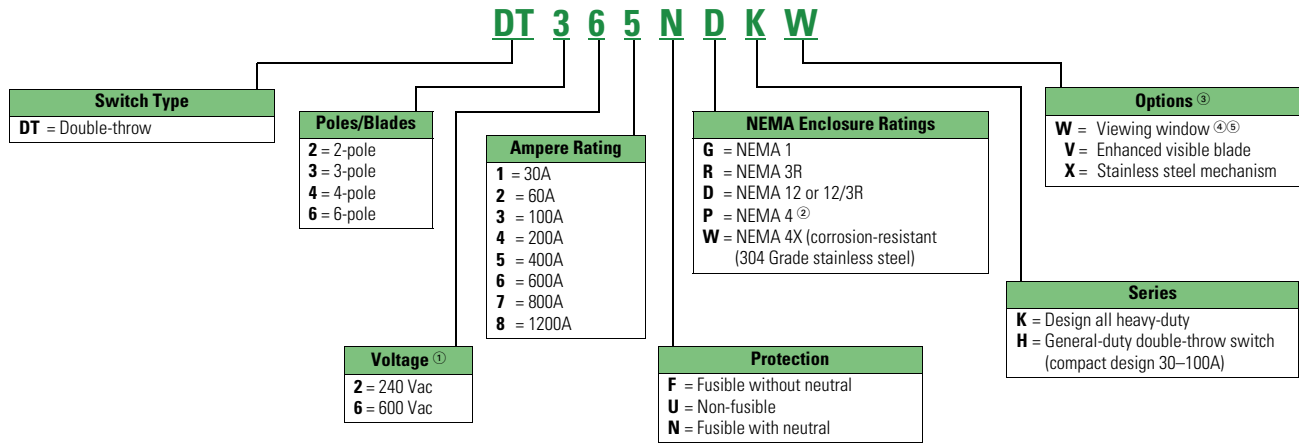 DT 3 6 5 N D K W
Switch Type
DT = Double-throw
Poles/Blades
2 = 2-pole
3 = 3-pole
4 = 4-pole
6 = 6-pole
Voltage ①
2 = 240 Vac
6 = 600 Vac
Ampere Rating
1 = 30A
2 = 60A
3 = 100A
4 = 200A
5 = 400A
6 = 600A
7 = 800A
8 = 1200A
Protection
F = Fusible without neutral
U = Non-fusible
N = Fusible with neutral
NEMA Enclosure Ratings
G = NEMA 1
R = NEMA 3R
D = NEMA 12 or 12/3R
P = NEMA 4 ②
W = NEMA 4X (corrosion-resistant
(304 Grade stainless steel)
Series
K = Design all heavy-duty
H = General-duty double-throw switch
(compact design 30–100A)
Options ③
W = Viewing window ④⑤
V = Enhanced visible blade
X = Stainless steel mechanism